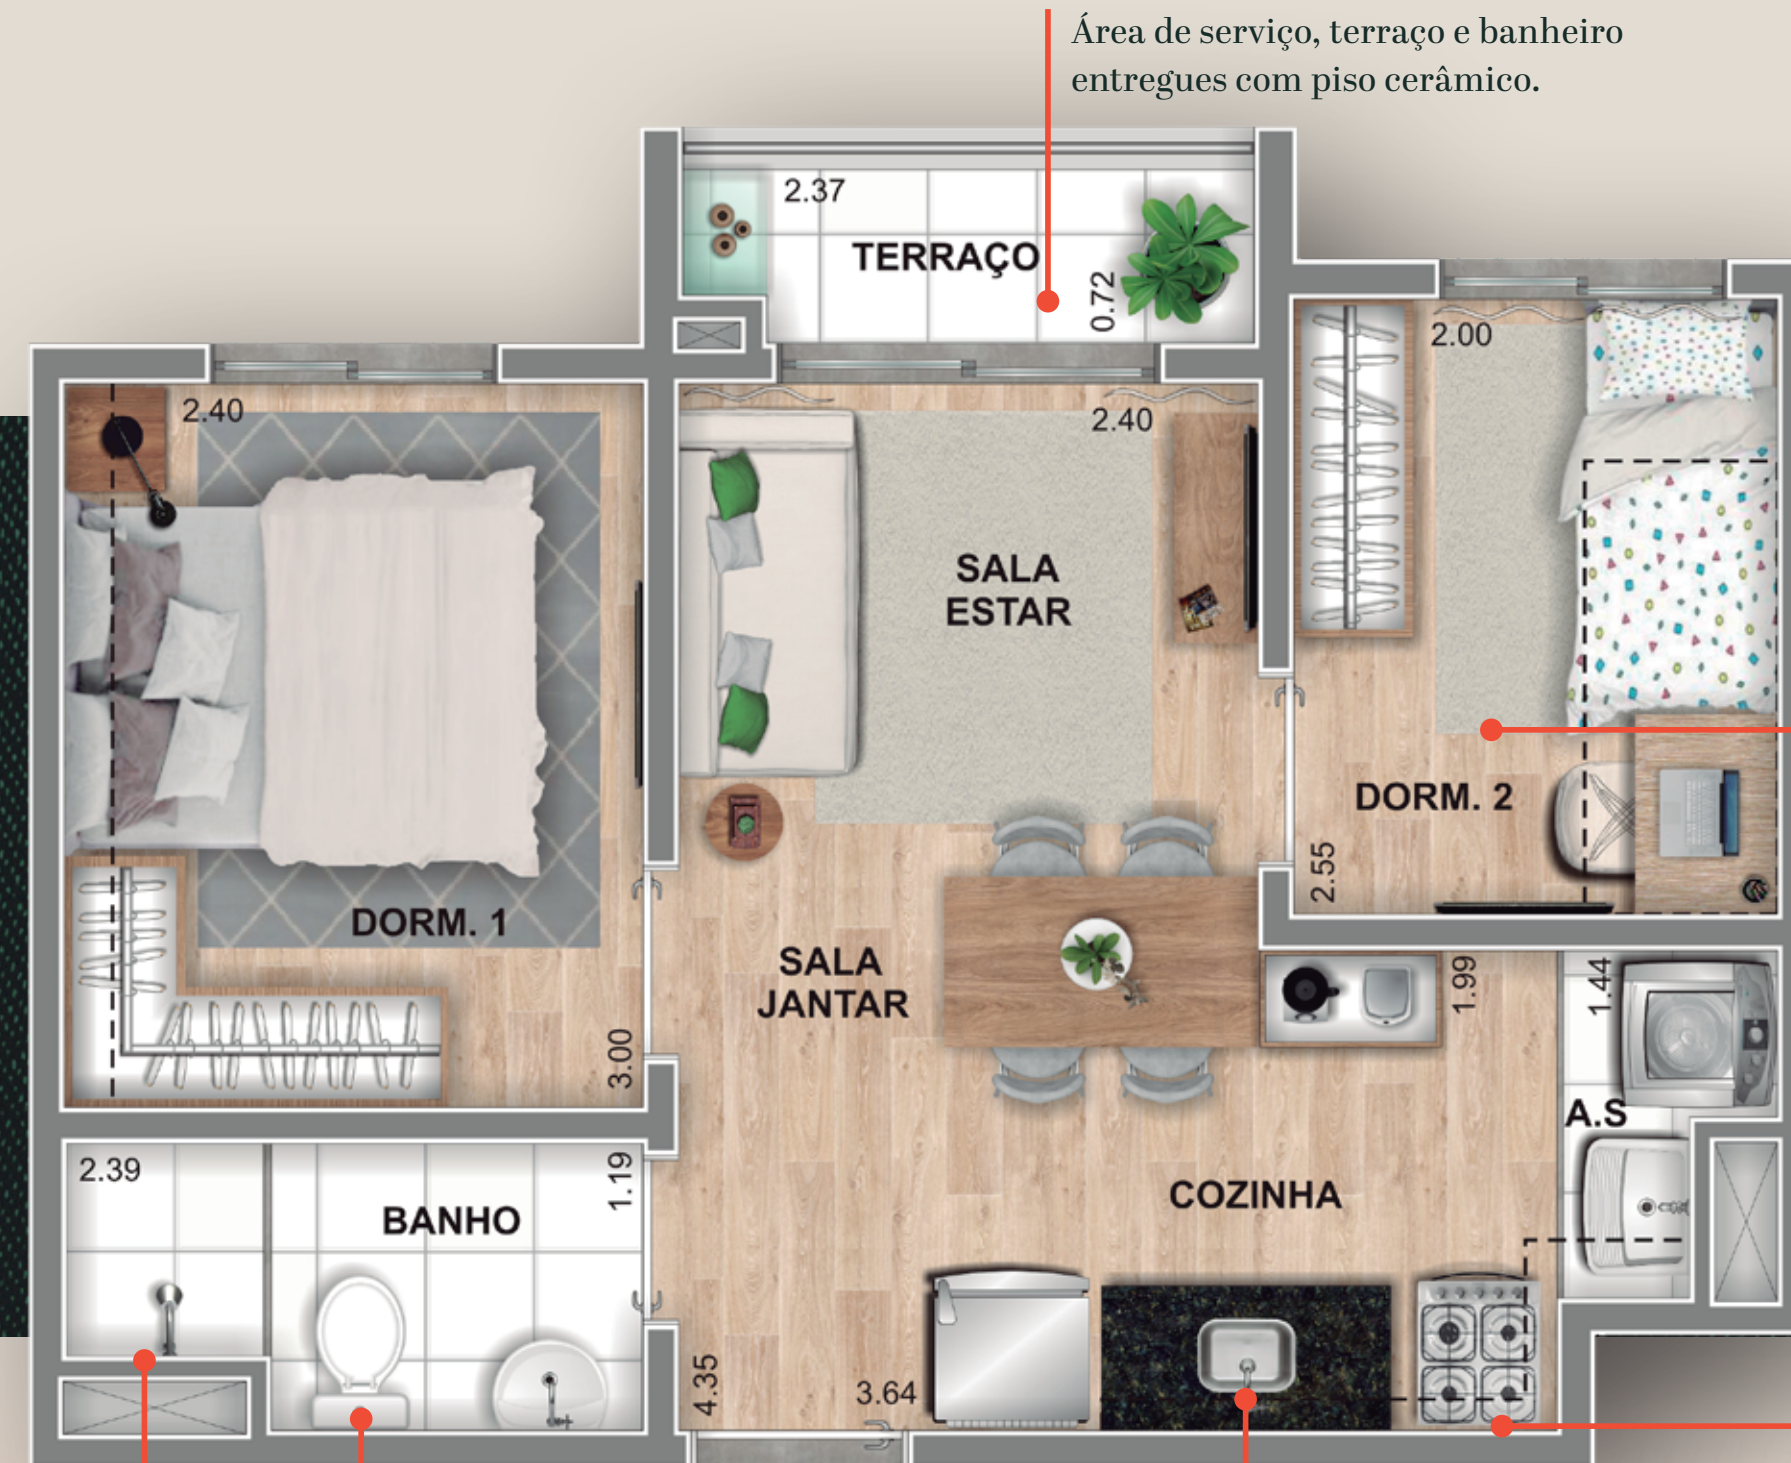 Área de serviço, terraço e banheiro
entregues com piso cerâmico.
2.37
TERRAÇO
0.72
2.00
2.40
2.40
SALA
ESTAR
DORM. 2
2.55
DORM. 1
SALA
JANTAR
1.99
1.44
3.00
A.S
2.39
1.19
BANHO
COZINHA
4.35
3.64